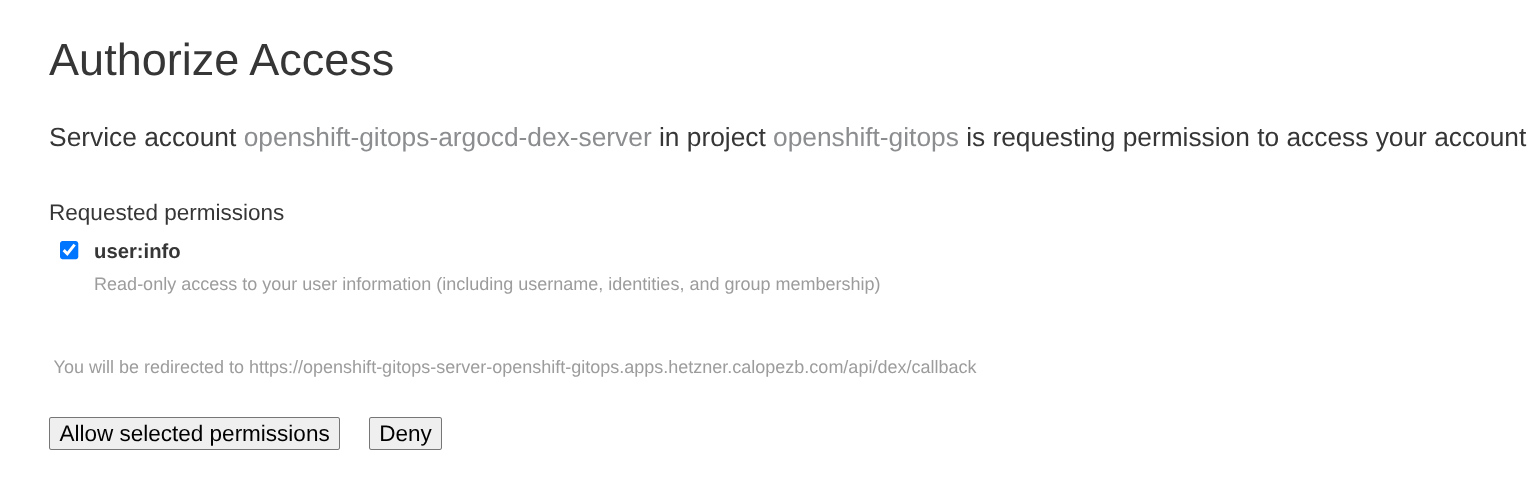 Authorize Access
Service account openshift-gitops-argocd-dex-server in project openshift-gitops is requesting permission to access your account
Requested permissions
user:info
Read-only access to your user information (including username, identities, and group membership)
You will be redirected to https://openshift-gitops-server-openshift-gitops.apps.hetzner.calopezb.com/api/dex/callback
Allow selected permissions Deny